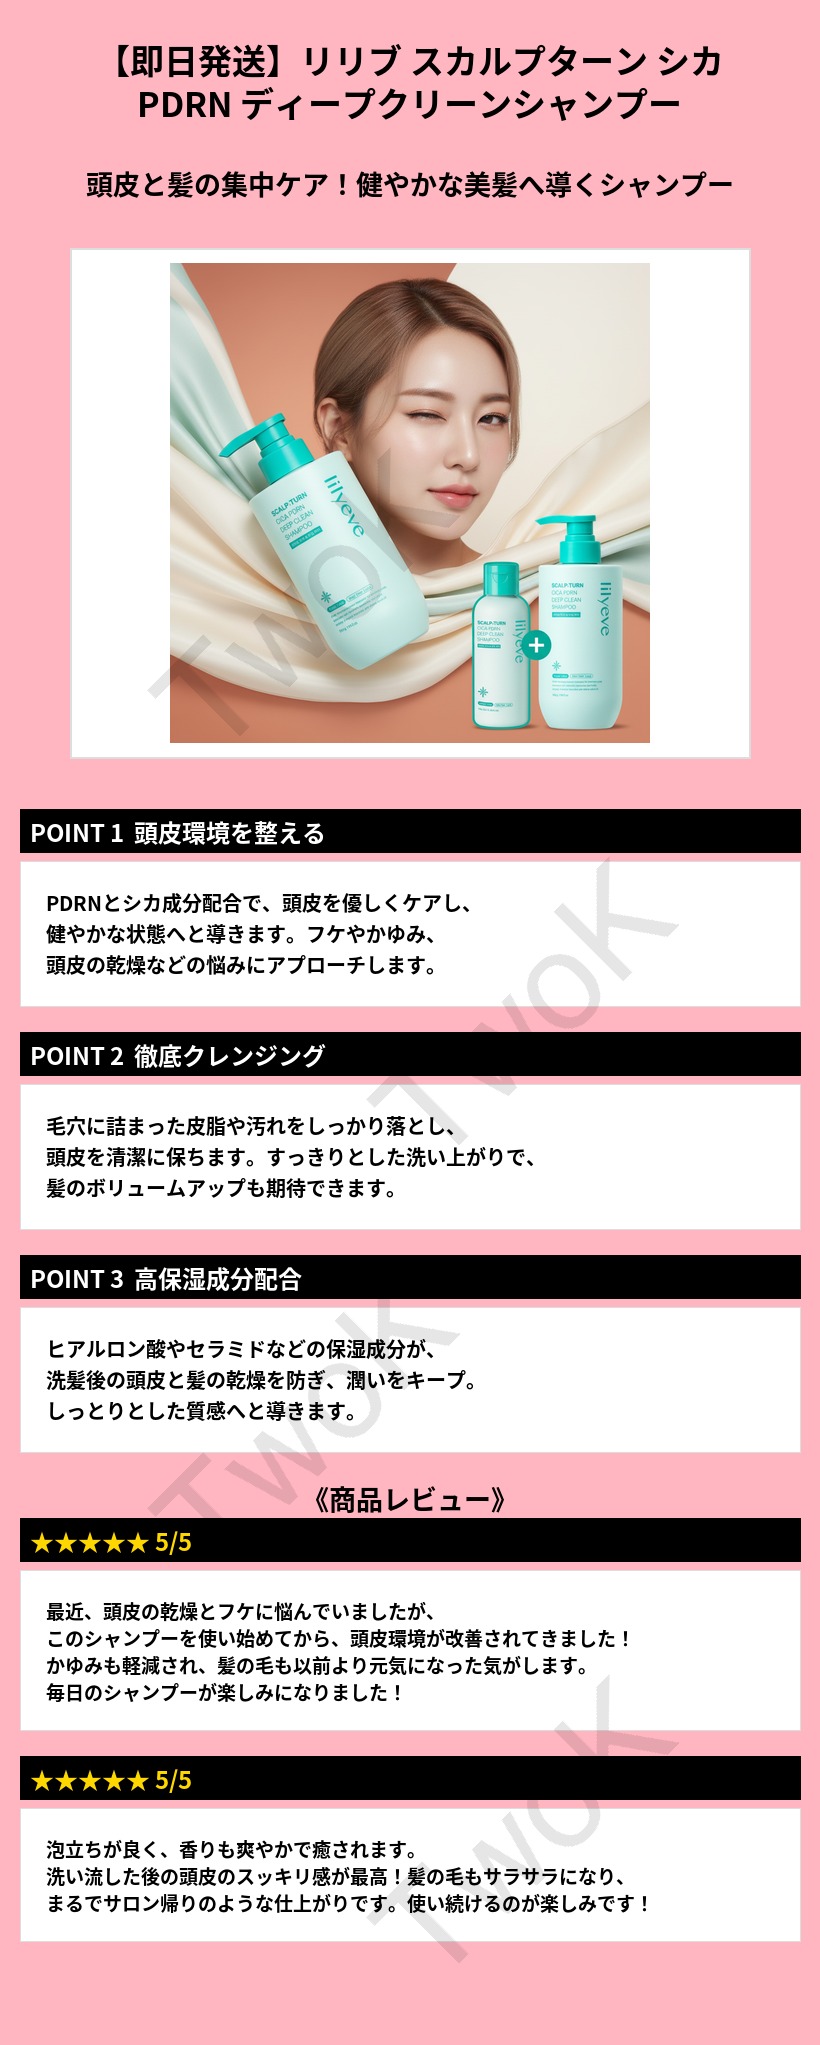 【即日発送】リリブ スカルプターン シカ
PDRN ディープクリーンシャンプー
頭皮と髪の集中ケア！健やかな美髪へ導くシャンプー
lilyeve
SCALP-TURN
CICA PDRN
DEEP CLEAN
SHAMPOO
lilyeve
SCALP-TURN
CICA PDRN
DEEP CLEAN
SHAMPOO
+
lilyeve
SCALP-TURN
CICA PDRN
DEEP CLEAN
SHAMPOO
TwoK
POINT 1 頭皮環境を整える
PDRNとシカ成分配合で、頭皮を優しくケアし、
健やかな状態へと導きます。フケやかゆみ、
頭皮の乾燥などの悩みにアプローチします。
TwoK
POINT 2 徹底クレンジング
毛穴に詰まった皮脂や汚れをしっかり落とし、
頭皮を清潔に保ちます。すっきりとした洗い上がりで、
髪のボリュームアップも期待できます。
POINT 3 高保湿成分配合
ヒアルロン酸やセラミドなどの保湿成分が、
洗髪後の頭皮と髪の乾燥を防ぎ、潤いをキープ。
しっとりとした質感へと導きます。
TwoK
《商品レビュー》
★★★★★ 5/5
最近、頭皮の乾燥とフケに悩んでいましたが、
このシャンプーを使い始めてから、頭皮環境が改善されてきました！
かゆみも軽減され、髪の毛も以前より元気になった気がします。
毎日のシャンプーが楽しみになりました！
★★★★★ 5/5
泡立ちが良く、香りも爽やかで癒されます。
洗い流した後の頭皮のスッキリ感が最高！髪の毛もサラサラになり、
まるでサロン帰りのような仕上がりです。使い続けるのが楽しみです！
TwoK